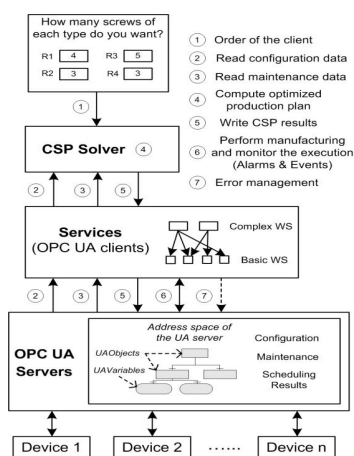 How many screws of
each type do you want?
R1 4 R3 5
R2 3 R4 3
1 Order of the client
2 Read configuration data
3 Read maintenance data
4 Compute optimized
production plan
5 Write CSP results
6 Perform manufacturing
and monitor the execution
(Alarms & Events)
7 Error management
1
CSP Solver 4
2 3 5
Services
(OPC UA clients)
Complex WS
Basic WS
2 3 5 6 7
OPC UA
Servers
Address space of
the UA server
UAObjects
UAVariables
Configuration
Maintenance
Scheduling
Results
Device 1 Device 2 ...... Device n